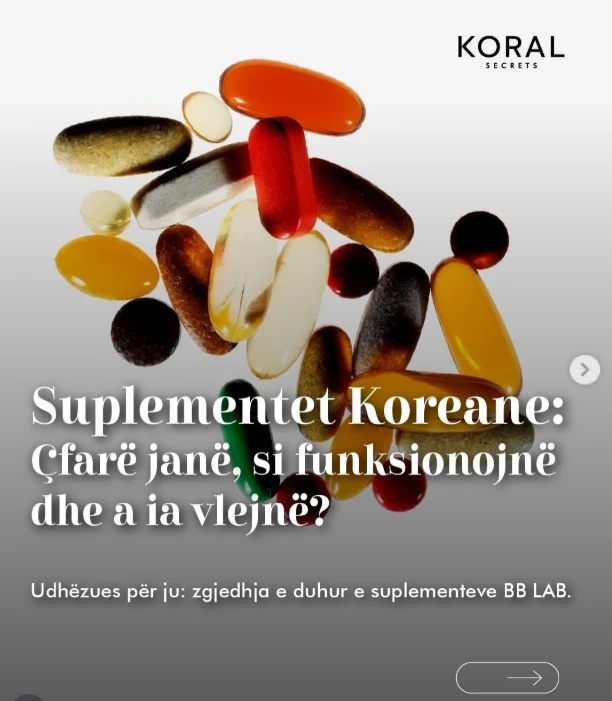 KORAL
SECRETS
Suplementet Koreane:
Çfarë janë, si funksionojnë
dhe a ia vlejnë?
Udhëzues për ju: zgjedhja e duhur e suplementeve BB LAB.